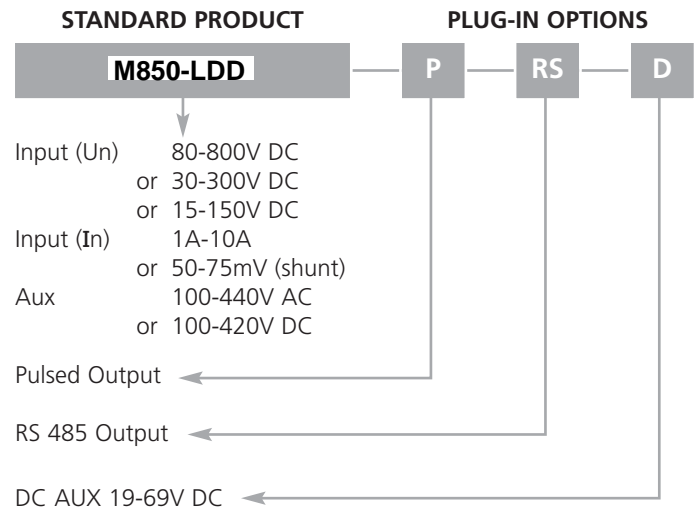 STANDARD PRODUCT PLUG-IN OPTIONS
M850-LDD P RS D
Input (Un) 80-800V DC
or 30-300V DC
or 15-150V DC
Input (In) 1A-10A
or 50-75mV (shunt)
Aux 100-440V AC
or 100-420V DC
Pulsed Output
RS 485 Output
DC AUX 19-69V DC